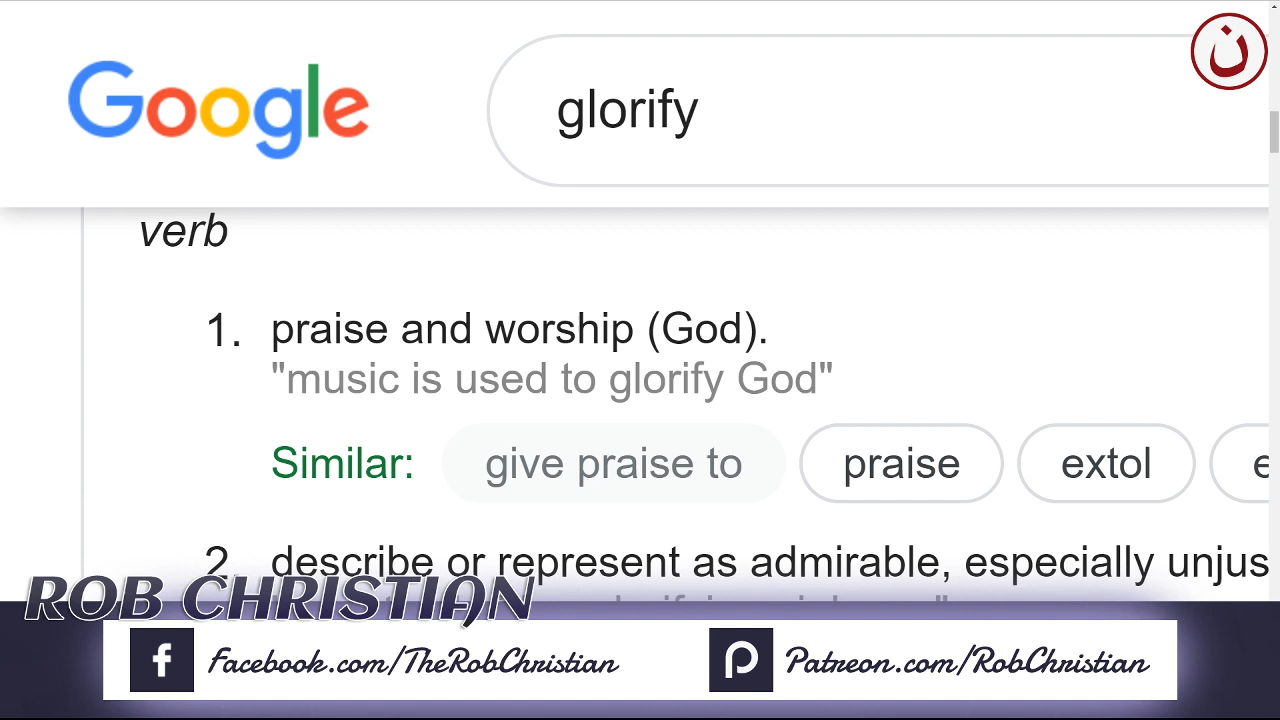 Google
glorify
ن
verb
1. praise and worship (God).
"music is used to glorify God"
Similar: give praise to praise extol e
2. describe or represent as admirable, especially unjus
ROB CHRISTIAN
Facebook.com/TheRobChristian
Patreon.com/RobChristian